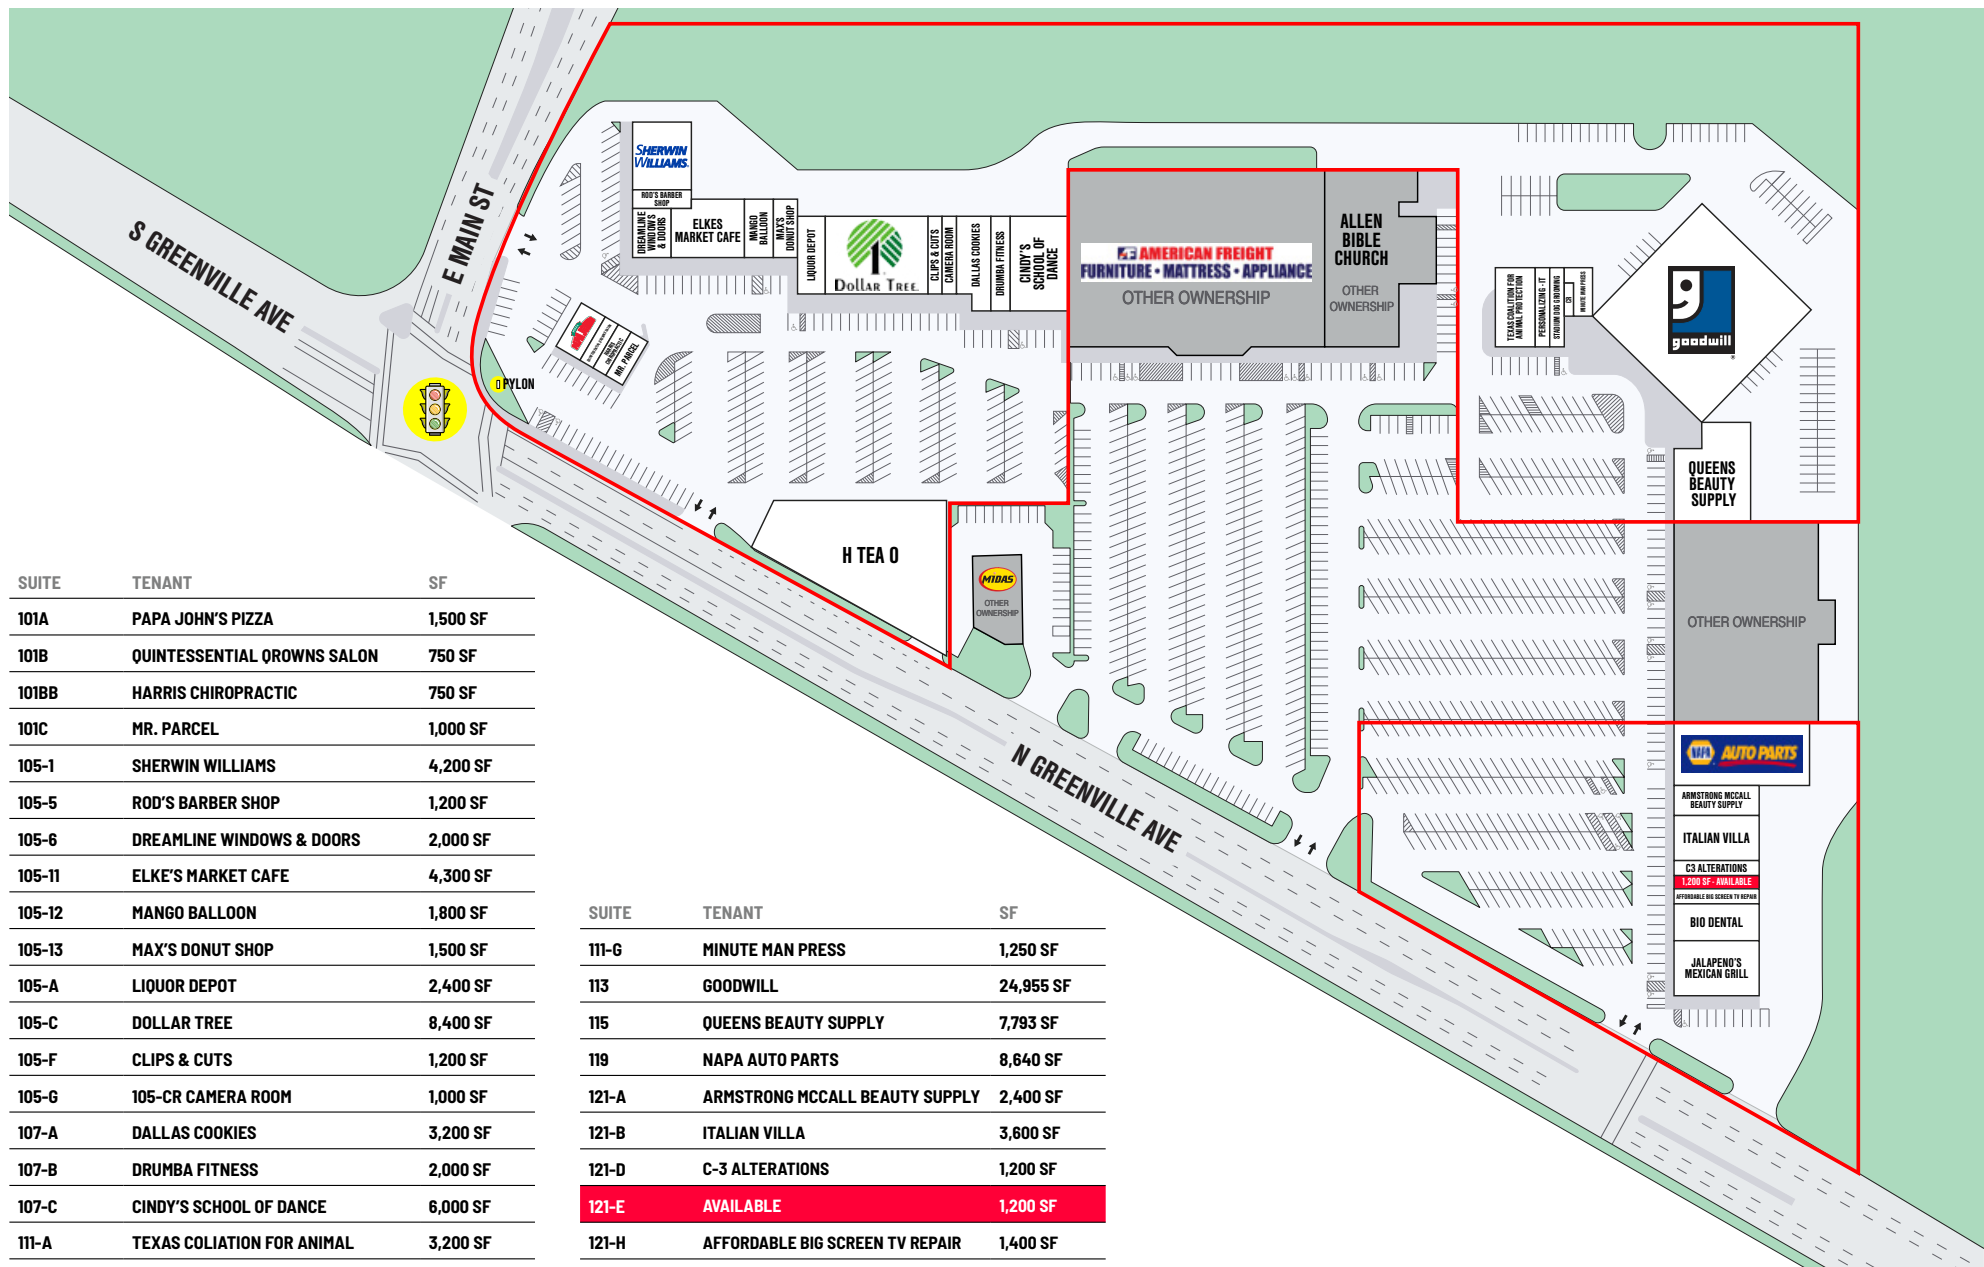 S GREENVILLE AVE
E MAIN ST
PYLON
SHERWIN
WILLIAMS.
ROD'S BARBER
SHOP
DREAMLINE
WINDOWS
& DOORS
ELKES
MARKET CAFE
MANGO
BALLOON
MAX'S
DONUT SHOP
LIQUOR DEPOT
1
DOLLAR TREE.
CLIPS & CUTS
CAMERA ROOM
DALLAS COOKIES
DRUMBA FITNESS
CINDY'S
SCHOOL OF
DANCE
MR. PARCEL
AMERICAN FREIGHT
FURNITURE • MATTRESS • APPLIANCE
OTHER OWNERSHIP
ALLEN
BIBLE
CHURCH
OTHER
OWNERSHIP
TEXAS COALITION FOR
ANIMAL PROTECTION
PERSONALIZING - IT
STADIUM DOG GROOMING
CR
MINUTE MAN PRESS
goodwill
QUEENS
BEAUTY
SUPPLY
H TEA O
MIDAS
OTHER
OWNERSHIP
OTHER OWNERSHIP
N GREENVILLE AVE
NAPA AUTO PARTS
ARMSTRONG MCCALL
BEAUTY SUPPLY
ITALIAN VILLA
C3 ALTERATIONS
1,200 SF - AVAILABLE
AFFORDABLE BIG SCREEN TV REPAIR
BIO DENTAL
JALAPENO'S
MEXICAN GRILL
SUITE TENANT SF
101A PAPA JOHN'S PIZZA 1,500 SF
101B QUINTESSENTIAL QROWNS SALON 750 SF
101BB HARRIS CHIROPRACTIC 750 SF
101C MR. PARCEL 1,000 SF
105-1 SHERWIN WILLIAMS 4,200 SF
105-5 ROD'S BARBER SHOP 1,200 SF
105-6 DREAMLINE WINDOWS & DOORS 2,000 SF
105-11 ELKE'S MARKET CAFE 4,300 SF
105-12 MANGO BALLOON 1,800 SF
105-13 MAX'S DONUT SHOP 1,500 SF
105-A LIQUOR DEPOT 2,400 SF
105-C DOLLAR TREE 8,400 SF
105-F CLIPS & CUTS 1,200 SF
105-G 105-CR CAMERA ROOM 1,000 SF
107-A DALLAS COOKIES 3,200 SF
107-B DRUMBA FITNESS 2,000 SF
107-C CINDY'S SCHOOL OF DANCE 6,000 SF
111-A TEXAS COLIATION FOR ANIMAL 3,200 SF
SUITE TENANT SF
111-G MINUTE MAN PRESS 1,250 SF
113 GOODWILL 24,955 SF
115 QUEENS BEAUTY SUPPLY 7,793 SF
119 NAPA AUTO PARTS 8,640 SF
121-A ARMSTRONG MCCALL BEAUTY SUPPLY 2,400 SF
121-B ITALIAN VILLA 3,600 SF
121-D C-3 ALTERATIONS 1,200 SF
121-E AVAILABLE 1,200 SF
121-H AFFORDABLE BIG SCREEN TV REPAIR 1,400 SF